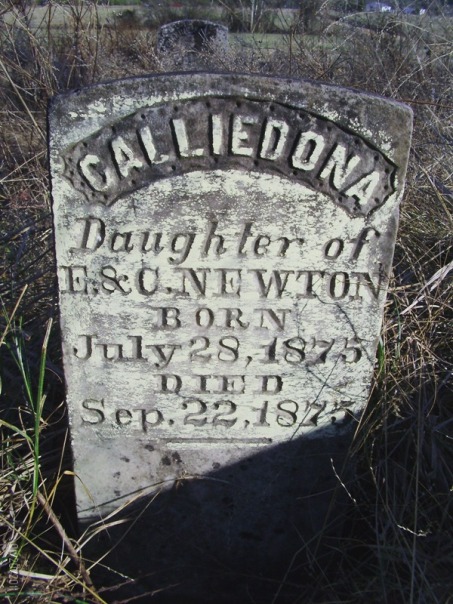 CALLIEDONA
Daughter of
E.&C.NEWTON
BORN
July 28, 1875
DIED
Sep. 22, 1875